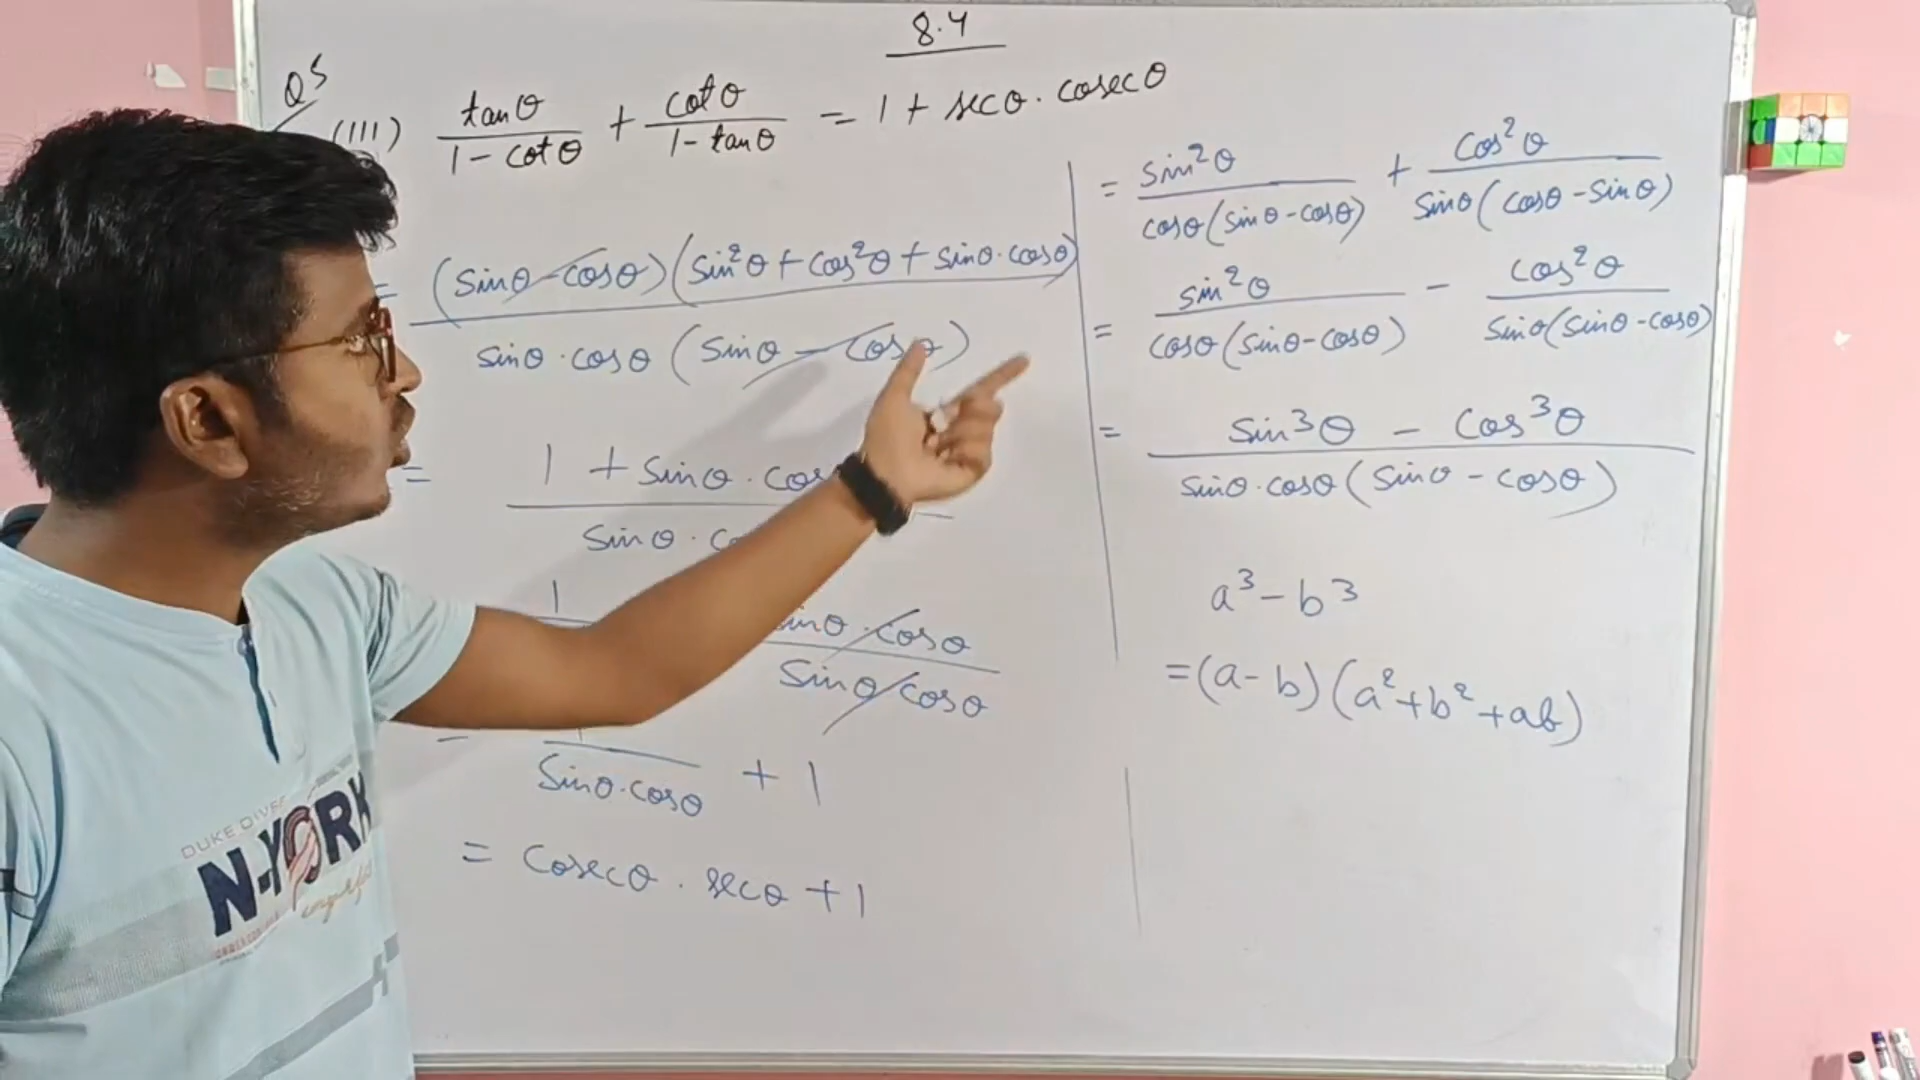 8.4
Q5
(III) tanθ/(1 - cotθ) + cotθ/(1 - tanθ) = 1 + secθ . cosecθ
= (sinθ - cosθ)(sin²θ + cos²θ + sinθ.cosθ) / sinθ.cosθ (sinθ - cosθ)
= 1 + sinθ . cos / sinθ . c
1
sinθ . cosθ / sinθ cosθ
= 1 / sinθ.cosθ + 1
= cosecθ . secθ + 1
= sin²θ / cosθ(sinθ - cosθ) + cos²θ / sinθ(cosθ - sinθ)
= sin²θ / cosθ(sinθ - cosθ) - cos²θ / sinθ(sinθ - cosθ)
= sin³θ - cos³θ / sinθ.cosθ(sinθ - cosθ)
a³ - b³
= (a - b)(a² + b² + ab)
DUKE DIVE
N-YORK